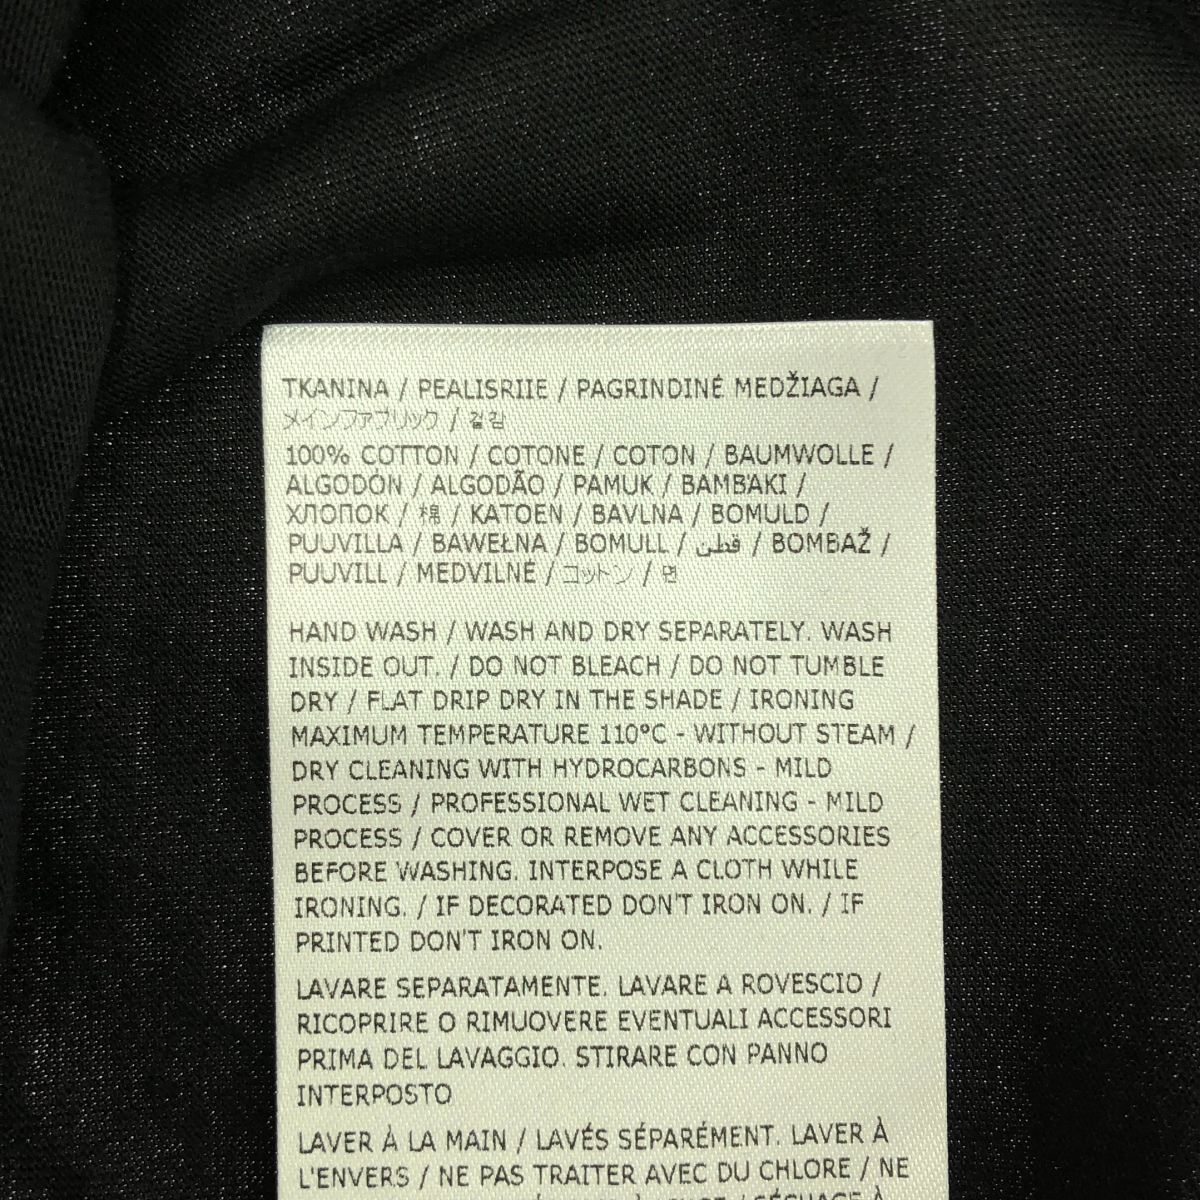 TKANINA / PEALISRIIE / PAGRINDINĖ MEDŽIAGA /
メインファブリック / 겉감
100% COTTON / COTONE / COTON / BAUMWOLLE /
ALGODÓN / ALGODÃO / PAMUK / BAMBAKI /
ХЛОПОК / 棉 / KATOEN / BAVLNA / BOMULD /
PUUVILLA / BAWEŁNA / BOMULL / قطن / BOMBAŽ /
PUUVILL / MEDVILNĖ / コットン / 면
HAND WASH / WASH AND DRY SEPARATELY. WASH
INSIDE OUT. / DO NOT BLEACH / DO NOT TUMBLE
DRY / FLAT DRIP DRY IN THE SHADE / IRONING
MAXIMUM TEMPERATURE 110°C - WITHOUT STEAM /
DRY CLEANING WITH HYDROCARBONS - MILD
PROCESS / PROFESSIONAL WET CLEANING - MILD
PROCESS / COVER OR REMOVE ANY ACCESSORIES
BEFORE WASHING. INTERPOSE A CLOTH WHILE
IRONING. / IF DECORATED DON'T IRON ON. / IF
PRINTED DON'T IRON ON.
LAVARE SEPARATAMENTE. LAVARE A ROVESCIO /
RICOPRIRE O RIMUOVERE EVENTUALI ACCESSORI
PRIMA DEL LAVAGGIO. STIRARE CON PANNO
INTERPOSTO
LAVER À LA MAIN / LAVÉS SÉPARÉMENT. LAVER À
L'ENVERS / NE PAS TRAITER AVEC DU CHLORE / NE